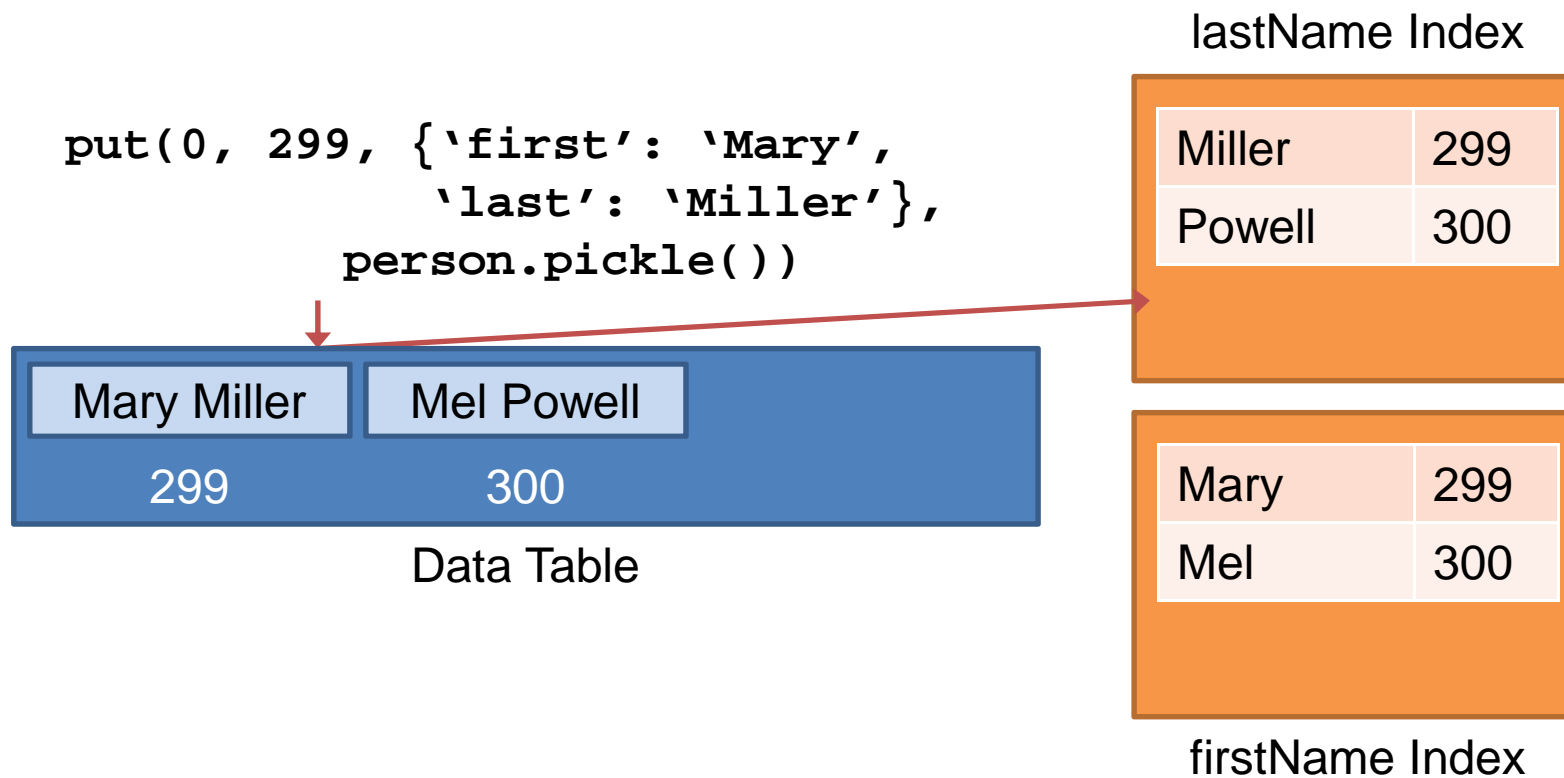 lastName Index
put(0, 299, {‘first’: ‘Mary’,
‘last’: ‘Miller’},
person.pickle())
Miller 299
Powell 300
Mary Miller Mel Powell
299 300
Data Table
Mary 299
Mel 300
firstName Index